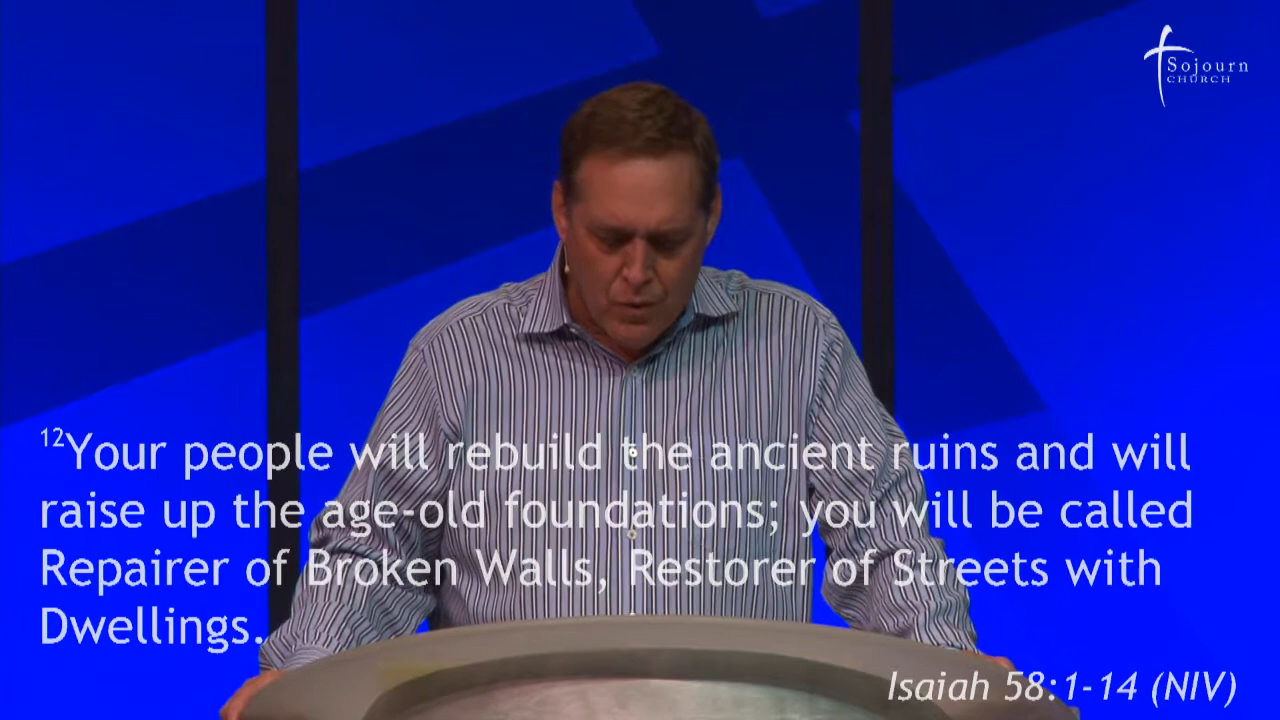 Sojourn
CHURCH
¹²Your people will rebuild the ancient ruins and will
raise up the age-old foundations; you will be called
Repairer of Broken Walls, Restorer of Streets with
Dwellings.
Isaiah 58:1-14 (NIV)